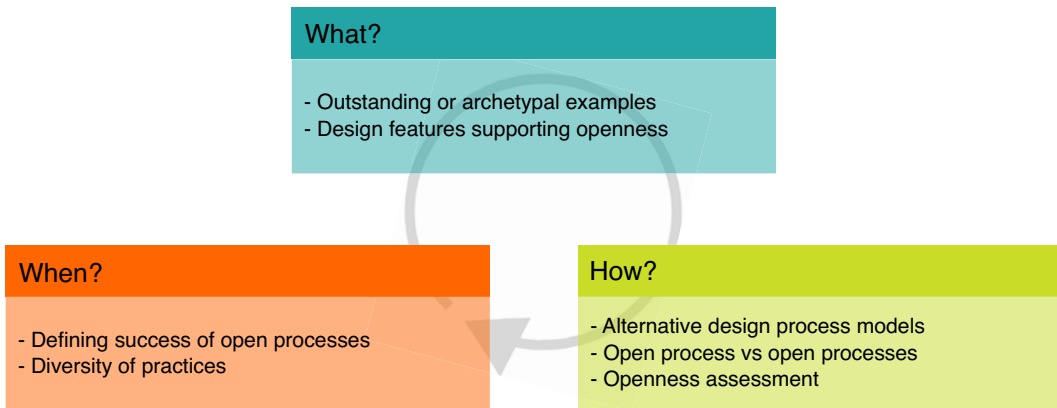 What?
- Outstanding or archetypal examples
- Design features supporting openness
When?
- Defining success of open processes
- Diversity of practices
How?
- Alternative design process models
- Open process vs open processes
- Openness assessment